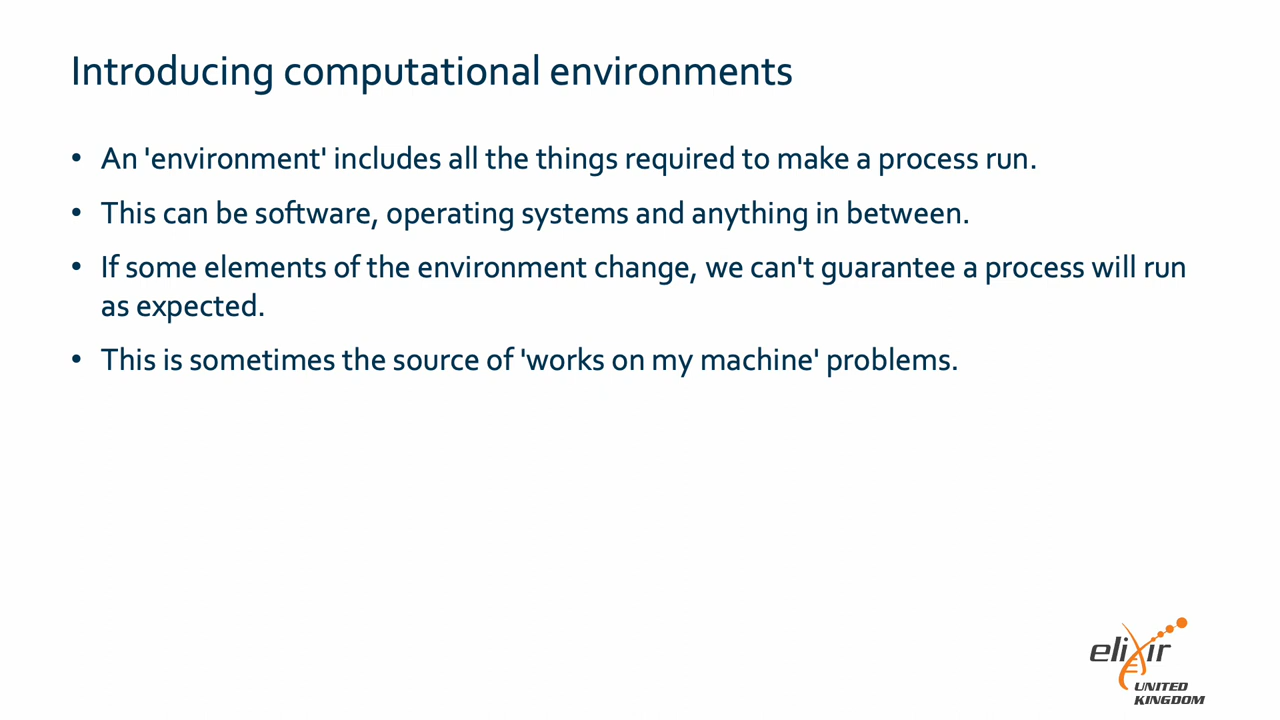 Introducing computational environments
• An 'environment' includes all the things required to make a process run.
• This can be software, operating systems and anything in between.
• If some elements of the environment change, we can't guarantee a process will run
as expected.
• This is sometimes the source of 'works on my machine' problems.
elixir
UNITED
KINGDOM